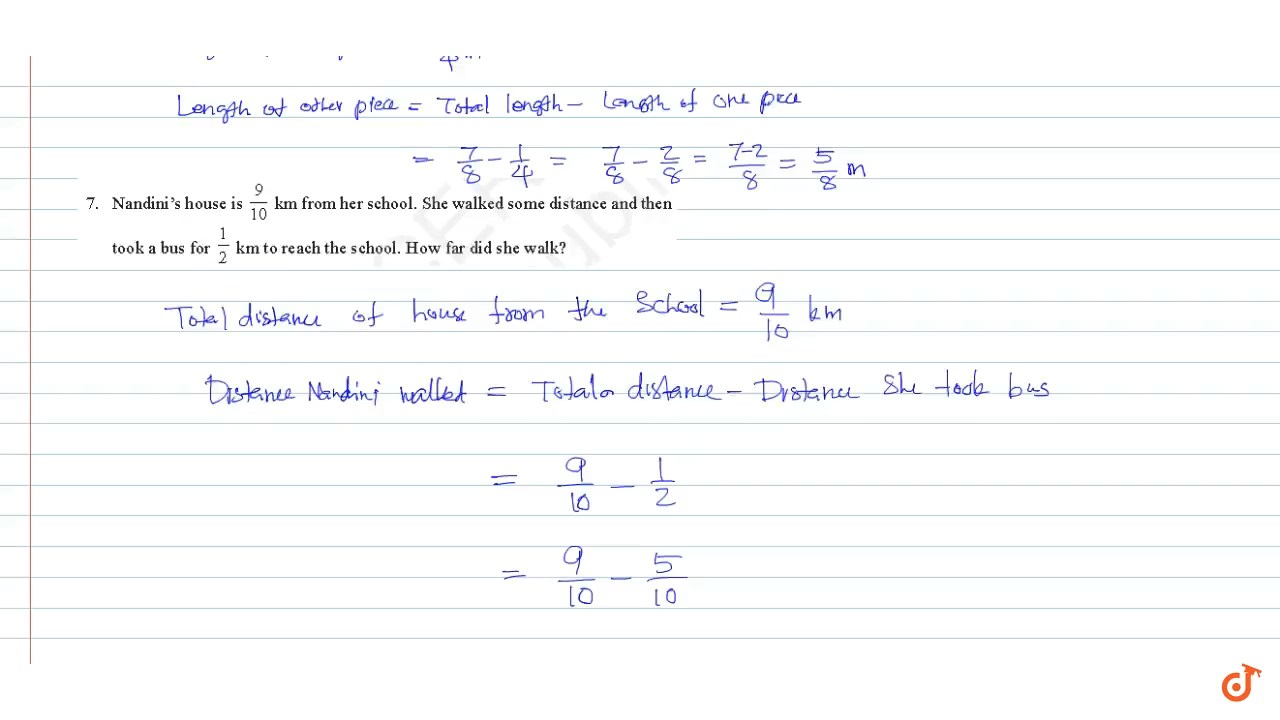 Length of other piece = Total length − Length of one piece
= 7/8 − 1/4 = 7/8 − 2/8 = 7-2/8 = 5/8 m
7. Nandini's house is 9/10 km from her school. She walked some distance and then
took a bus for 1/2 km to reach the school. How far did she walk?
Total distance of house from the School = 9/10 km
Distance Nandini walked = Total distance − Distance She took bus
= 9/10 − 1/2
= 9/10 − 5/10